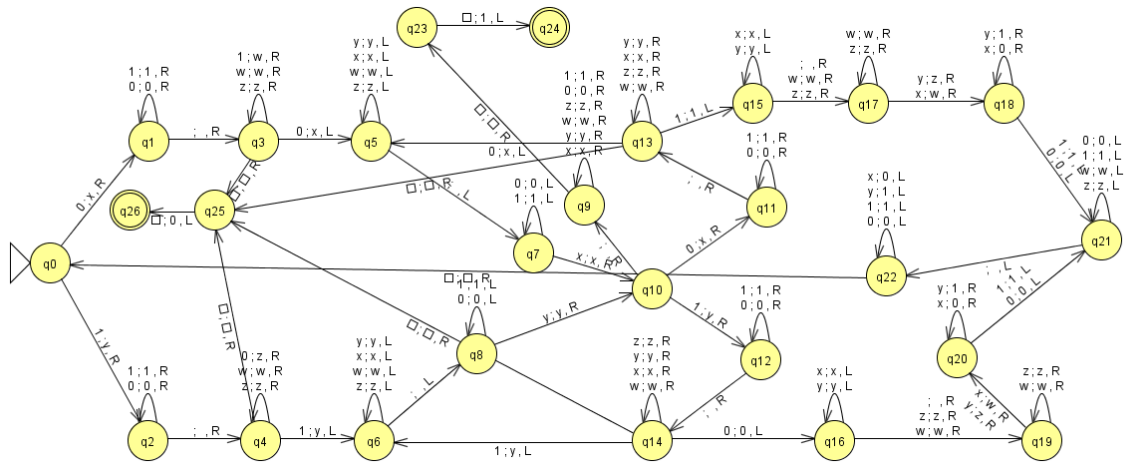 q23
□;1,L
q24
1;1,R
0;0,R
1;w,R
w;w,R
z;z,R
y;y,L
x;x,L
w;w,L
z;z,L
1;1,R
0;0,R
z;z,R
w;w,R
y;y,R
x;x,R
y;y,R
x;x,R
z;z,R
w;w,R
x;x,L
y;y,L
w;w,R
z;z,R
y;1,R
x;0,R
q1
; ,R
q3
0;x,L
q5
0;x,L
q13
1;1,L
q15
; ,R
w;w,R
z;z,R
q17
y;z,R
x;w,R
q18
□;□,R
□;□,R
□;□,R
; ,L
0;x,R
q26
□;0,L
q25
0;0,L
1;1,L
q7
q9
; ,R
; ,R
1;1,R
0;0,R
q11
1;1,L
0;0,L
0;0,L
1;1,L
w;w,L
z;z,L
q21
q0
x;x,R
q10
0;x,R
□;□,R
x;0,L
y;1,L
1;1,L
0;0,L
q22
; ,L
1;1,L
0;0,L
1;y,R
□;□,R
□;□,R
1;1,L
0;0,L
q8
y;y,R
1;y,R
1;1,R
0;0,R
q12
y;1,R
x;0,R
q20
1;1,R
0;0,R
0;z,R
w;w,R
z;z,R
y;y,L
x;x,L
w;w,L
z;z,L
; ,L
z;z,R
y;y,R
x;x,R
w;w,R
; ,R
x;x,L
y;y,L
x;w,R
y;z,R
z;z,R
w;w,R
q2
; ,R
q4
1;y,L
q6
1;y,L
q14
0;0,L
q16
; ,R
z;z,R
w;w,R
q19